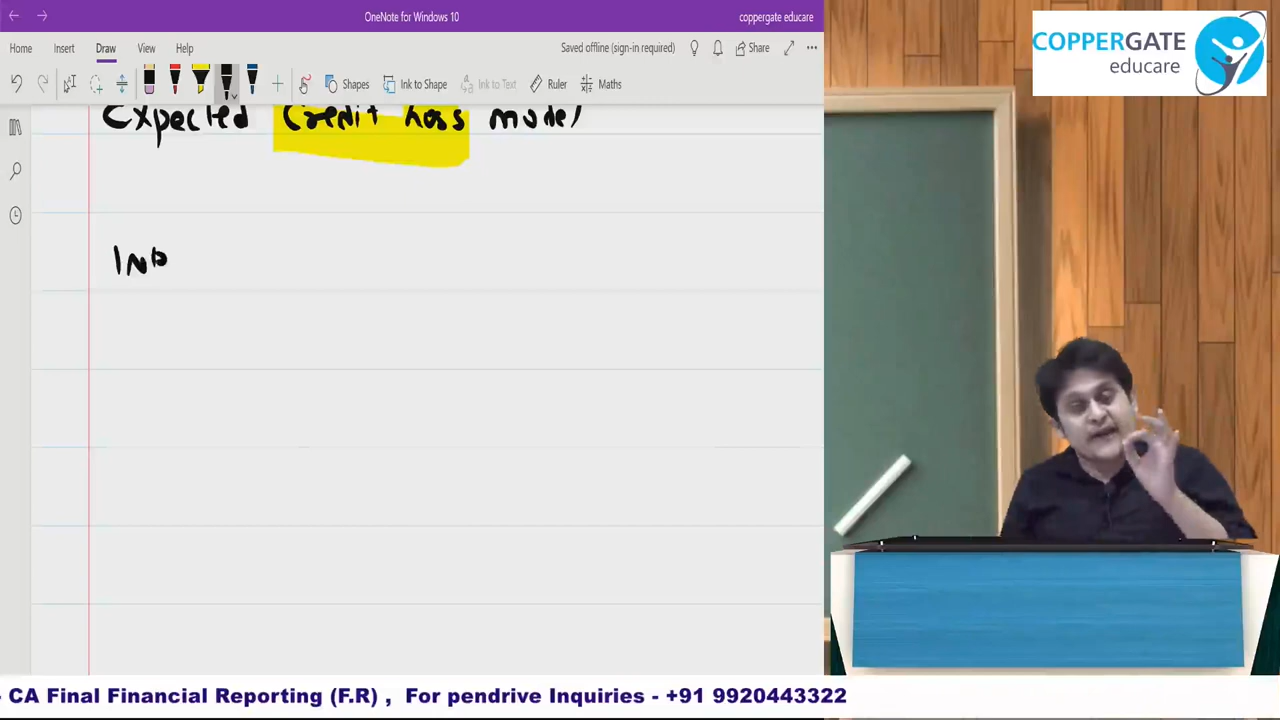 OneNote for Windows 10
coppergate educare
Home Insert Draw View Help
Saved offline (sign-in required)
Share
Shapes
Ink to Shape
Ink to Text
Ruler
Maths
COPPERGATE
educare
Expected Credit Loss model
- CA Final Financial Reporting (F.R) , For pendrive Inquiries - +91 9920443322